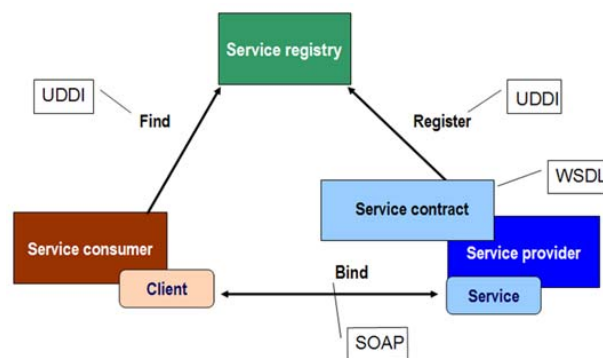 Service registry
UDDI
UDDI
Find
Register
WSDL
Service contract
Service consumer
Service provider
Bind
Client
Service
SOAP